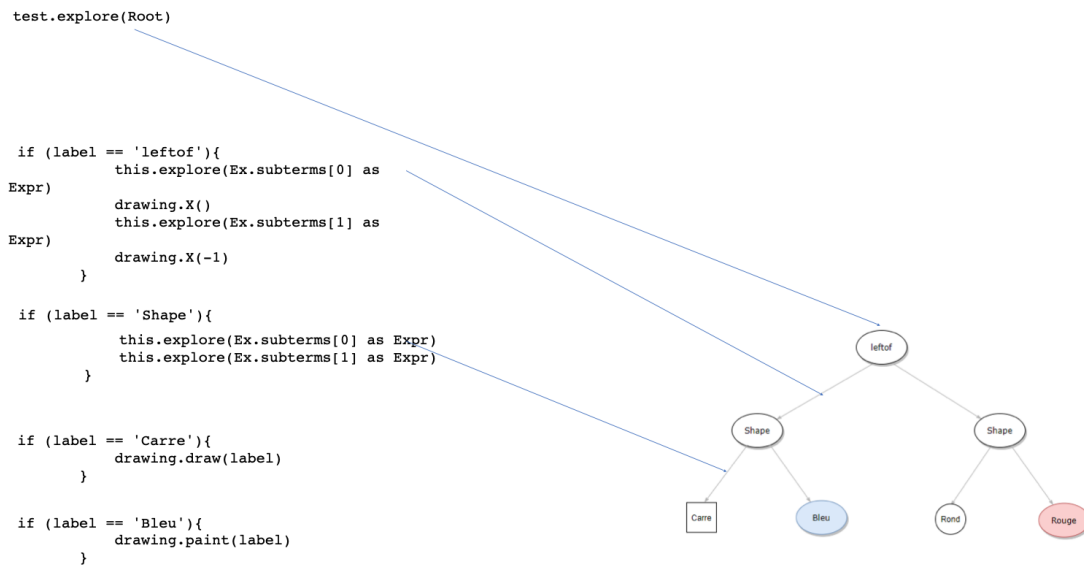 test.explore(Root)
if (label == 'leftof'){
this.explore(Ex.subterms[0] as
Expr)
drawing.X()
this.explore(Ex.subterms[1] as
Expr)
drawing.X(-1)
}
if (label == 'Shape'){
this.explore(Ex.subterms[0] as Expr)
this.explore(Ex.subterms[1] as Expr)
}
if (label == 'Carre'){
drawing.draw(label)
}
if (label == 'Bleu'){
drawing.paint(label)
}
leftof
Shape
Shape
Carre
Bleu
Rond
Rouge